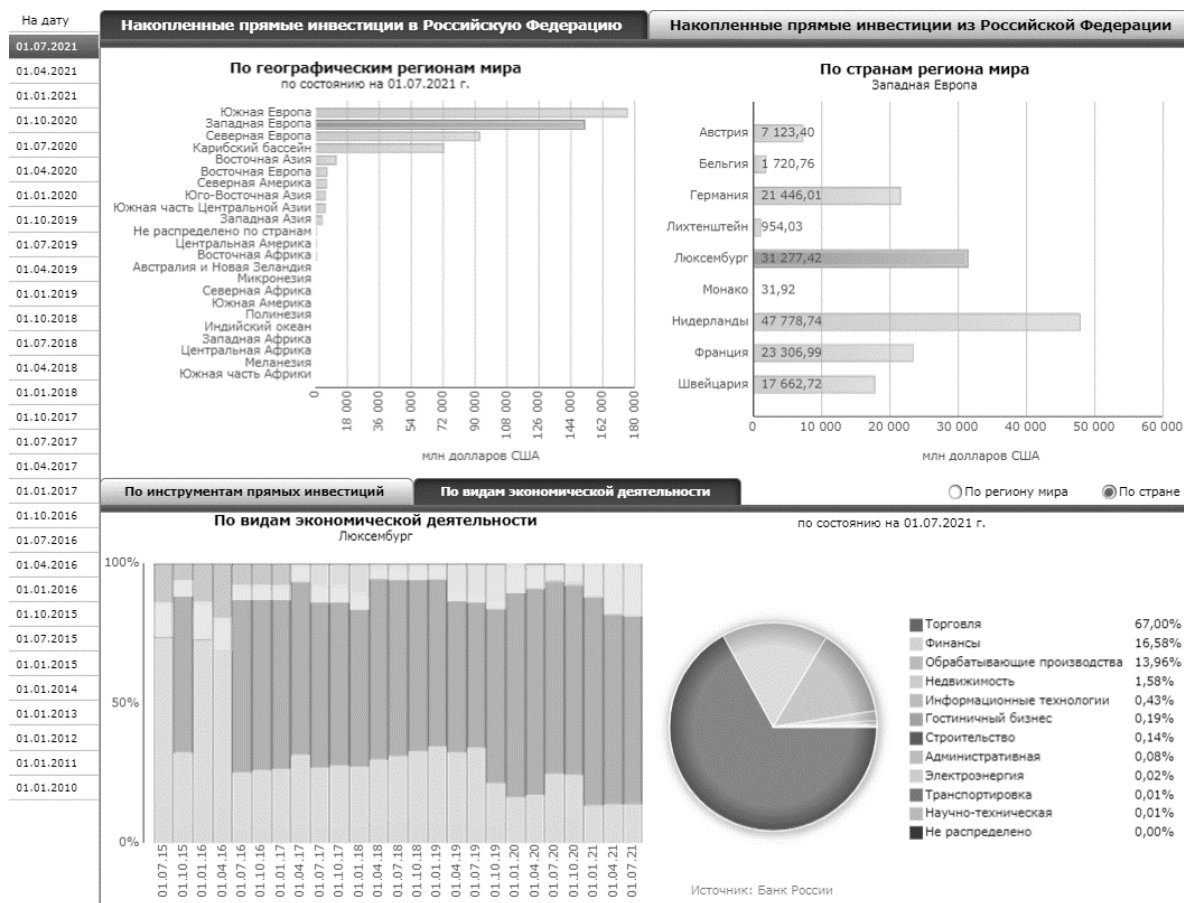 На дату
01.07.2021
01.04.2021
01.01.2021
01.10.2020
01.07.2020
01.04.2020
01.01.2020
01.10.2019
01.07.2019
01.04.2019
01.01.2019
01.10.2018
01.07.2018
01.04.2018
01.01.2018
01.10.2017
01.07.2017
01.04.2017
01.01.2017
01.10.2016
01.07.2016
01.04.2016
01.01.2016
01.10.2015
01.07.2015
01.01.2015
01.01.2014
01.01.2013
01.01.2012
01.01.2011
01.01.2010
Накопленные прямые инвестиции в Российскую Федерацию
Накопленные прямые инвестиции из Российской Федерации
По географическим регионам мира
по состоянию на 01.07.2021 г.
Южная Европа
Западная Европа
Северная Европа
Карибский бассейн
Восточная Азия
Восточная Европа
Северная Америка
Юго-Восточная Азия
Южная часть Центральной Азии
Западная Азия
Не распределено по странам
Центральная Америка
Восточная Африка
Австралия и Новая Зеландия
Микронезия
Северная Африка
Южная Америка
Полинезия
Индийский океан
Западная Африка
Центральная Африка
Меланезия
Южная часть Африки
0
18 000
36 000
54 000
72 000
90 000
108 000
126 000
144 000
162 000
180 000
млн долларов США
По странам региона мира
Западная Европа
Австрия 7 123,40
Бельгия 1 720,76
Германия 21 446,01
Лихтенштейн 954,03
Люксембург 31 277,42
Монако 31,92
Нидерланды 47 778,74
Франция 23 306,99
Швейцария 17 662,72
0 10 000 20 000 30 000 40 000 50 000 60 000
млн долларов США
По инструментам прямых инвестиций
По видам экономической деятельности
По региону мира
По стране
По видам экономической деятельности
Люксембург
100%
50%
0%
01.07.15
01.10.15
01.01.16
01.04.16
01.07.16
01.10.16
01.01.17
01.04.17
01.07.17
01.10.17
01.01.18
01.04.18
01.07.18
01.10.18
01.01.19
01.04.19
01.07.19
01.10.19
01.01.20
01.04.20
01.07.20
01.10.20
01.01.21
01.04.21
01.07.21
по состоянию на 01.07.2021 г.
Торговля 67,00%
Финансы 16,58%
Обрабатывающие производства 13,96%
Недвижимость 1,58%
Информационные технологии 0,43%
Гостиничный бизнес 0,19%
Строительство 0,14%
Административная 0,08%
Электроэнергия 0,02%
Транспортировка 0,01%
Научно-техническая 0,01%
Не распределено 0,00%
Источник: Банк России